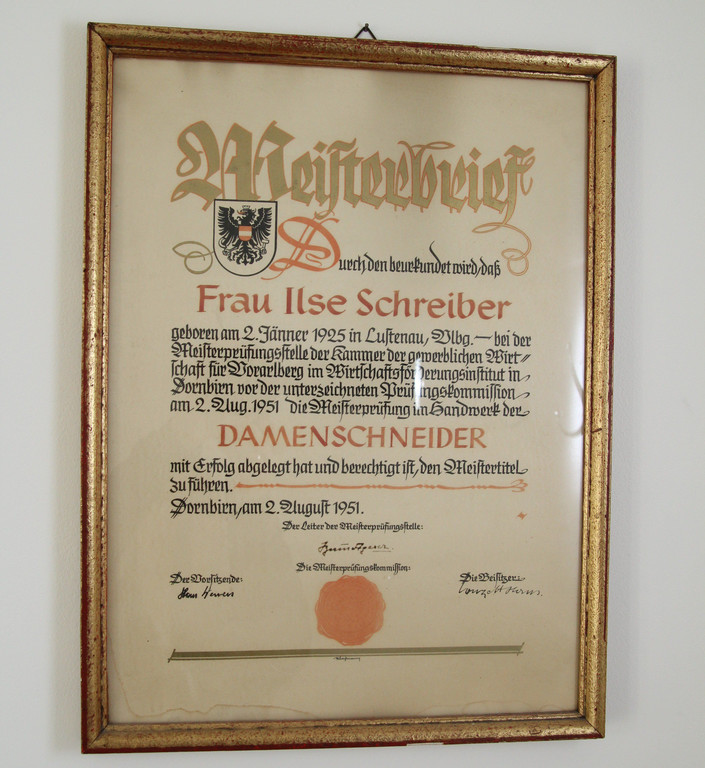 Meisterbrief
Durch den beurkundet wird, daß
Frau Ilse Schreiber
geboren am 2. Jänner 1925 in Lustenau, Vlbg. — bei der
Meisterprüfungsstelle der Kammer der gewerblichen Wirt-
schaft für Vorarlberg im Wirtschaftsförderungsinstitut in
Dornbirn vor der unterzeichneten Prüfungskommission
am 2. Aug. 1951 die Meisterprüfung im Handwerk der
DAMENSCHNEIDER
mit Erfolg abgelegt hat und berechtigt ist, den Meistertitel
zu führen.
Dornbirn, am 2. August 1951.
Der Leiter der Meisterprüfungsstelle:
Die Meisterprüfungskommission:
Der Vorsitzende:
Die Beisitzer: